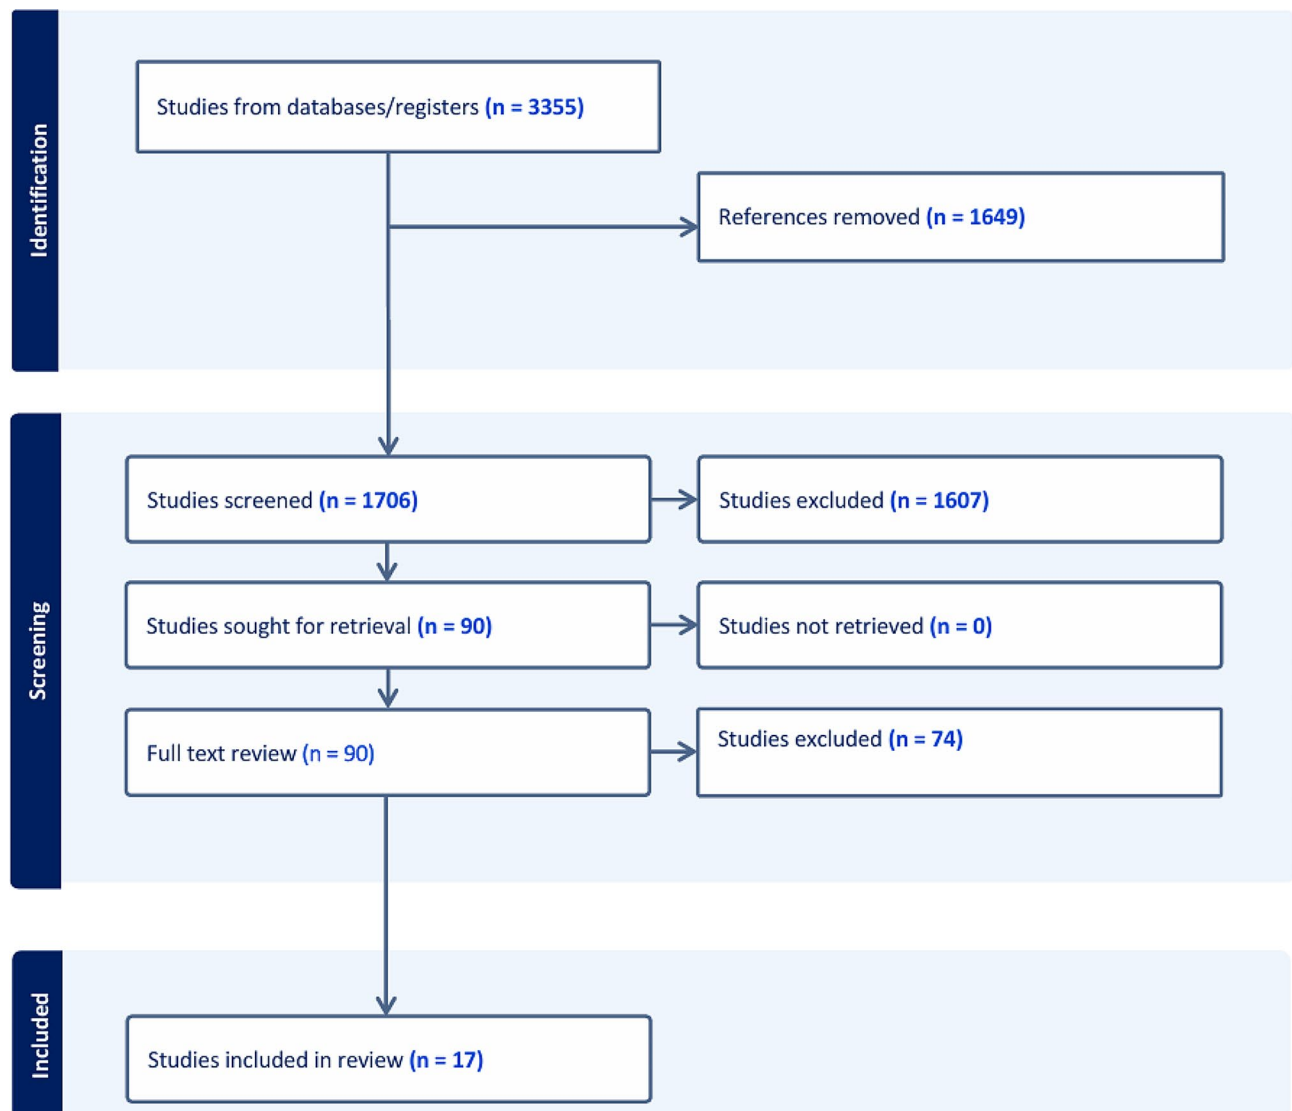 Identification
Studies from databases/registers (n = 3355)
References removed (n = 1649)
Screening
Studies screened (n = 1706)
Studies excluded (n = 1607)
Studies sought for retrieval (n = 90)
Studies not retrieved (n = 0)
Full text review (n = 90)
Studies excluded (n = 74)
Included
Studies included in review (n = 17)